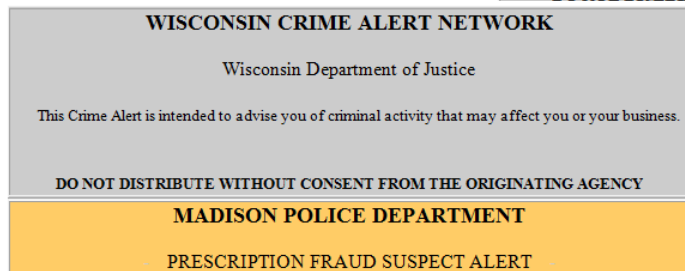 WISCONSIN CRIME ALERT NETWORK
Wisconsin Department of Justice
This Crime Alert is intended to advise you of criminal activity that may affect you or your business.
DO NOT DISTRIBUTE WITHOUT CONSENT FROM THE ORIGINATING AGENCY
MADISON POLICE DEPARTMENT
PRESCRIPTION FRAUD SUSPECT ALERT